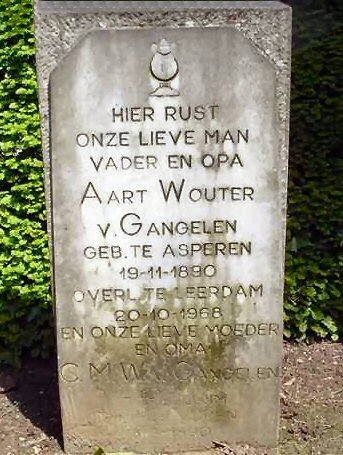 HIER RUST
ONZE LIEVE MAN
VADER EN OPA
AART WOUTER
V. GANGELEN
GEB. TE ASPEREN
19-11-1890
OVERL. TE LEERDAM
20-10-1968
EN ONZE LIEVE MOEDER
EN OMA
C. M. W. V. GANGELEN